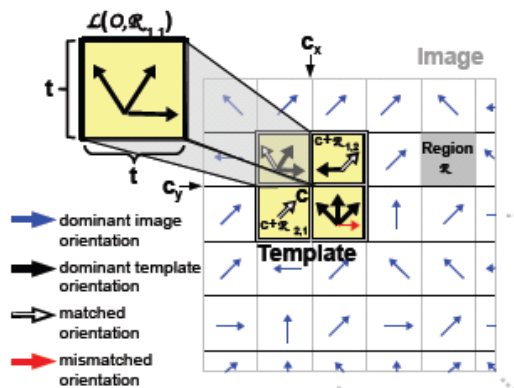 ℒ(O,ℛ1,1)
cx
Image
t
c+ℛ1,2
Region
ℛ
t
cy
c
c+ℛ2,1
Template
dominant image
orientation
dominant template
orientation
matched
orientation
mismatched
orientation